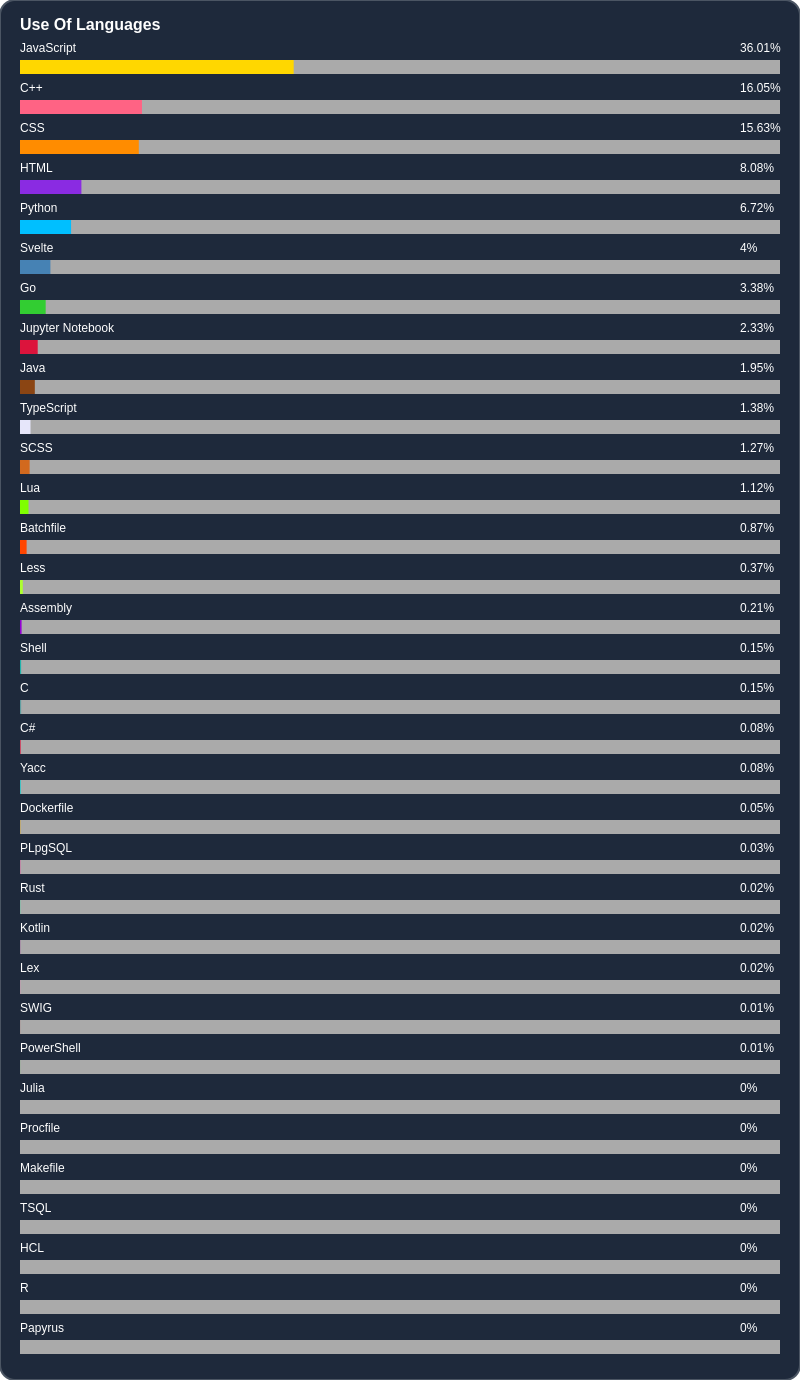 Use Of Languages
JavaScript 36.01%
C++ 16.05%
CSS 15.63%
HTML 8.08%
Python 6.72%
Svelte 4%
Go 3.38%
Jupyter Notebook 2.33%
Java 1.95%
TypeScript 1.38%
SCSS 1.27%
Lua 1.12%
Batchfile 0.87%
Less 0.37%
Assembly 0.21%
Shell 0.15%
C 0.15%
C# 0.08%
Yacc 0.08%
Dockerfile 0.05%
PLpgSQL 0.03%
Rust 0.02%
Kotlin 0.02%
Lex 0.02%
SWIG 0.01%
PowerShell 0.01%
Julia 0%
Procfile 0%
Makefile 0%
TSQL 0%
HCL 0%
R 0%
Papyrus 0%